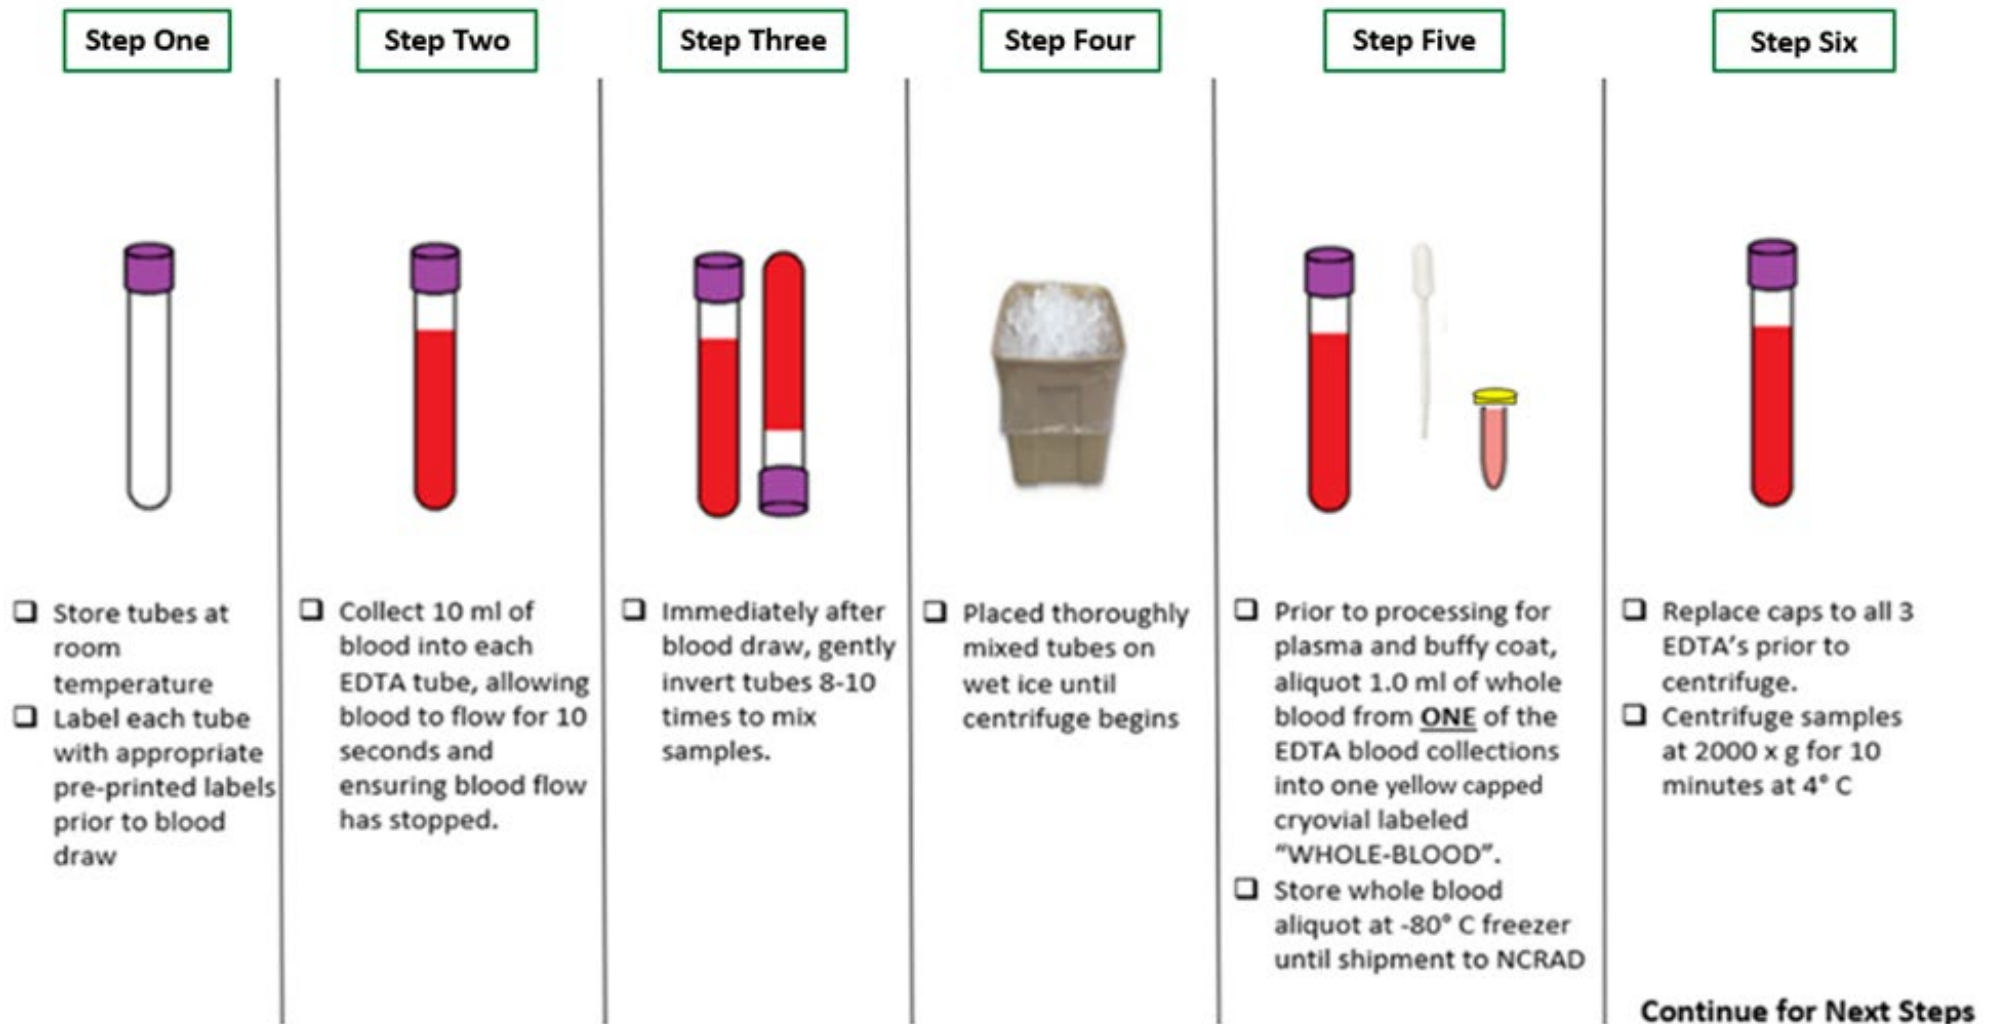 Step One
Step Two
Step Three
Step Four
Step Five
Step Six
❑ Store tubes at
room
temperature
❑ Label each tube
with appropriate
pre-printed labels
prior to blood
draw
❑ Collect 10 ml of
blood into each
EDTA tube, allowing
blood to flow for 10
seconds and
ensuring blood flow
has stopped.
❑ Immediately after
blood draw, gently
invert tubes 8-10
times to mix
samples.
❑ Placed thoroughly
mixed tubes on
wet ice until
centrifuge begins
❑ Prior to processing for
plasma and buffy coat,
aliquot 1.0 ml of whole
blood from ONE of the
EDTA blood collections
into one yellow capped
cryovial labeled
“WHOLE-BLOOD”.
❑ Store whole blood
aliquot at -80° C freezer
until shipment to NCRAD
❑ Replace caps to all 3
EDTA’s prior to
centrifuge.
❑ Centrifuge samples
at 2000 x g for 10
minutes at 4° C
Continue for Next Steps